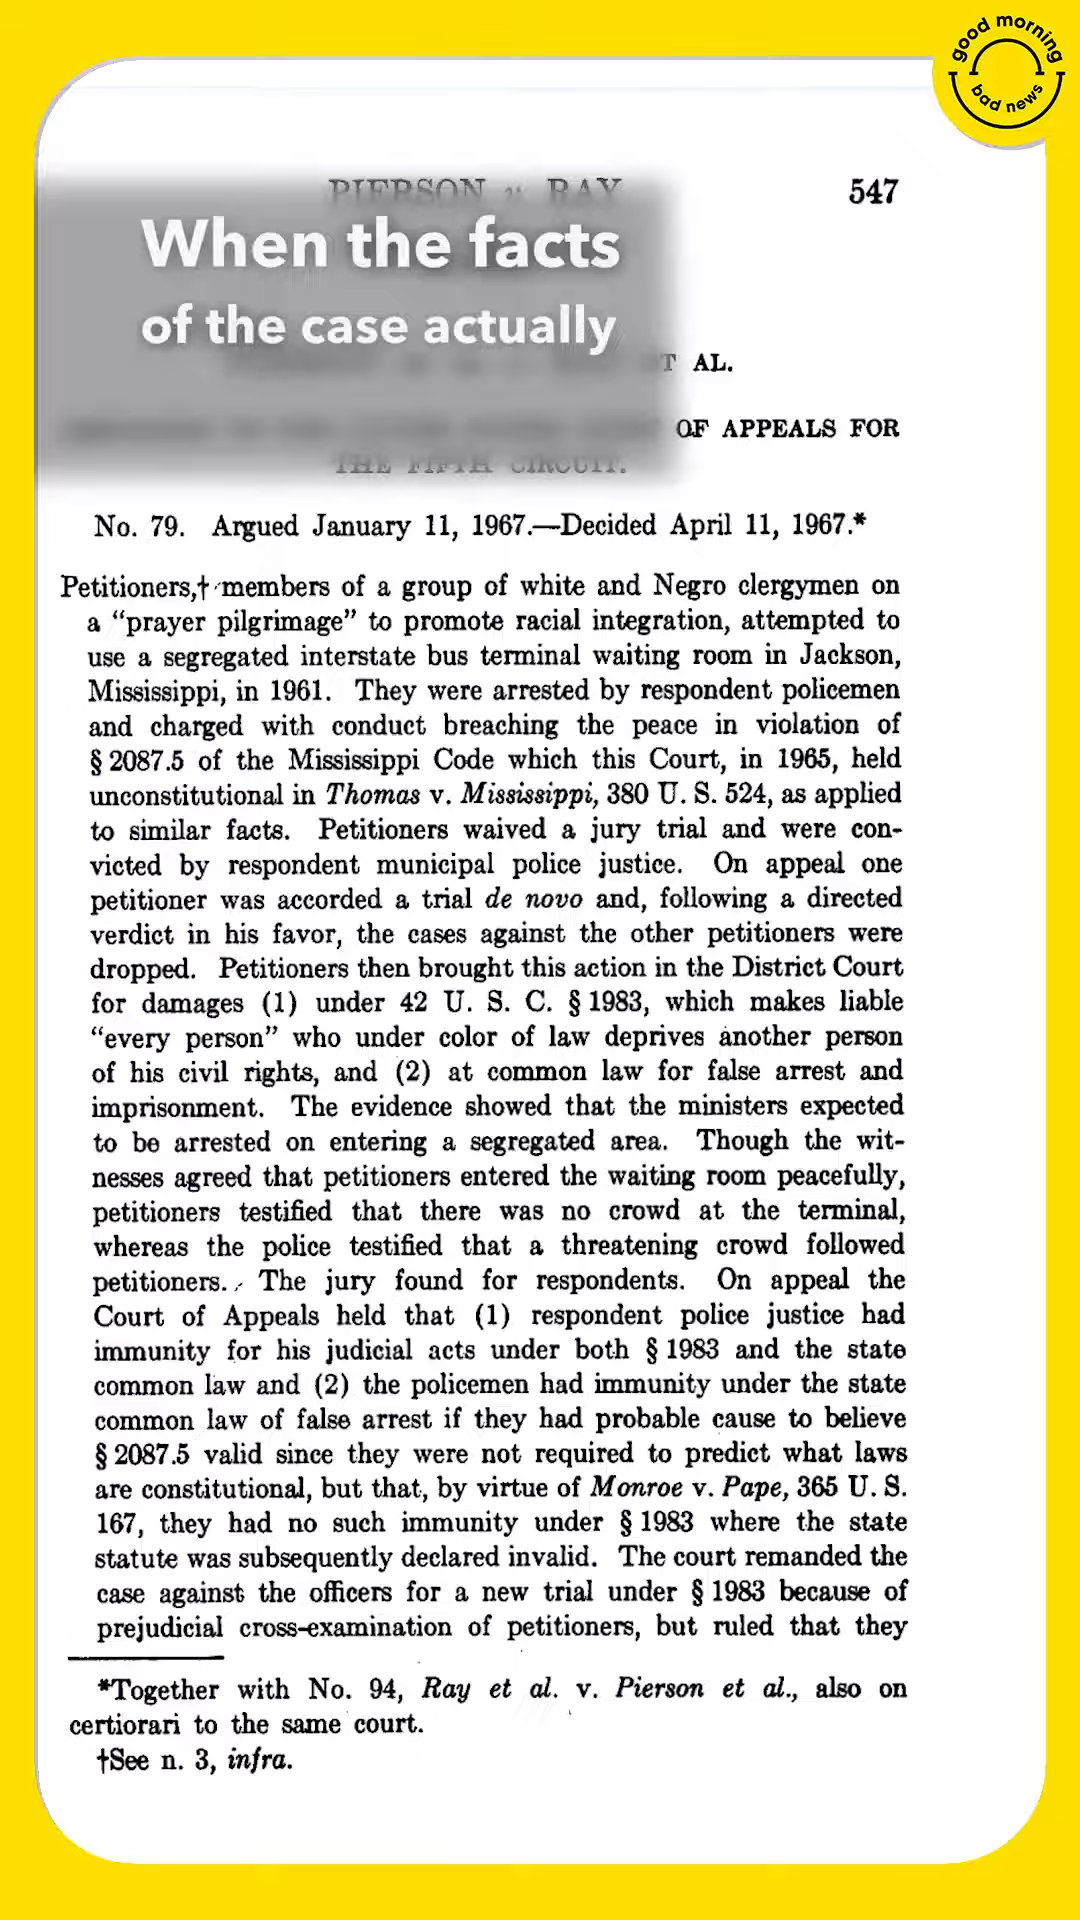 good morning
bad news
PIERSON v. RAY
547
When the facts
of the case actually
ET AL.
OF APPEALS FOR
THE FIFTH CIRCUIT.
No. 79. Argued January 11, 1967.—Decided April 11, 1967.*
Petitioners,† members of a group of white and Negro clergymen on
a “prayer pilgrimage” to promote racial integration, attempted to
use a segregated interstate bus terminal waiting room in Jackson,
Mississippi, in 1961. They were arrested by respondent policemen
and charged with conduct breaching the peace in violation of
§ 2087.5 of the Mississippi Code which this Court, in 1965, held
unconstitutional in Thomas v. Mississippi, 380 U. S. 524, as applied
to similar facts. Petitioners waived a jury trial and were con-
victed by respondent municipal police justice. On appeal one
petitioner was accorded a trial de novo and, following a directed
verdict in his favor, the cases against the other petitioners were
dropped. Petitioners then brought this action in the District Court
for damages (1) under 42 U. S. C. § 1983, which makes liable
“every person” who under color of law deprives another person
of his civil rights, and (2) at common law for false arrest and
imprisonment. The evidence showed that the ministers expected
to be arrested on entering a segregated area. Though the wit-
nesses agreed that petitioners entered the waiting room peacefully,
petitioners testified that there was no crowd at the terminal,
whereas the police testified that a threatening crowd followed
petitioners. The jury found for respondents. On appeal the
Court of Appeals held that (1) respondent police justice had
immunity for his judicial acts under both § 1983 and the state
common law and (2) the policemen had immunity under the state
common law of false arrest if they had probable cause to believe
§ 2087.5 valid since they were not required to predict what laws
are constitutional, but that, by virtue of Monroe v. Pape, 365 U. S.
167, they had no such immunity under § 1983 where the state
statute was subsequently declared invalid. The court remanded the
case against the officers for a new trial under § 1983 because of
prejudicial cross-examination of petitioners, but ruled that they
*Together with No. 94, Ray et al. v. Pierson et al., also on
certiorari to the same court.
†See n. 3, infra.